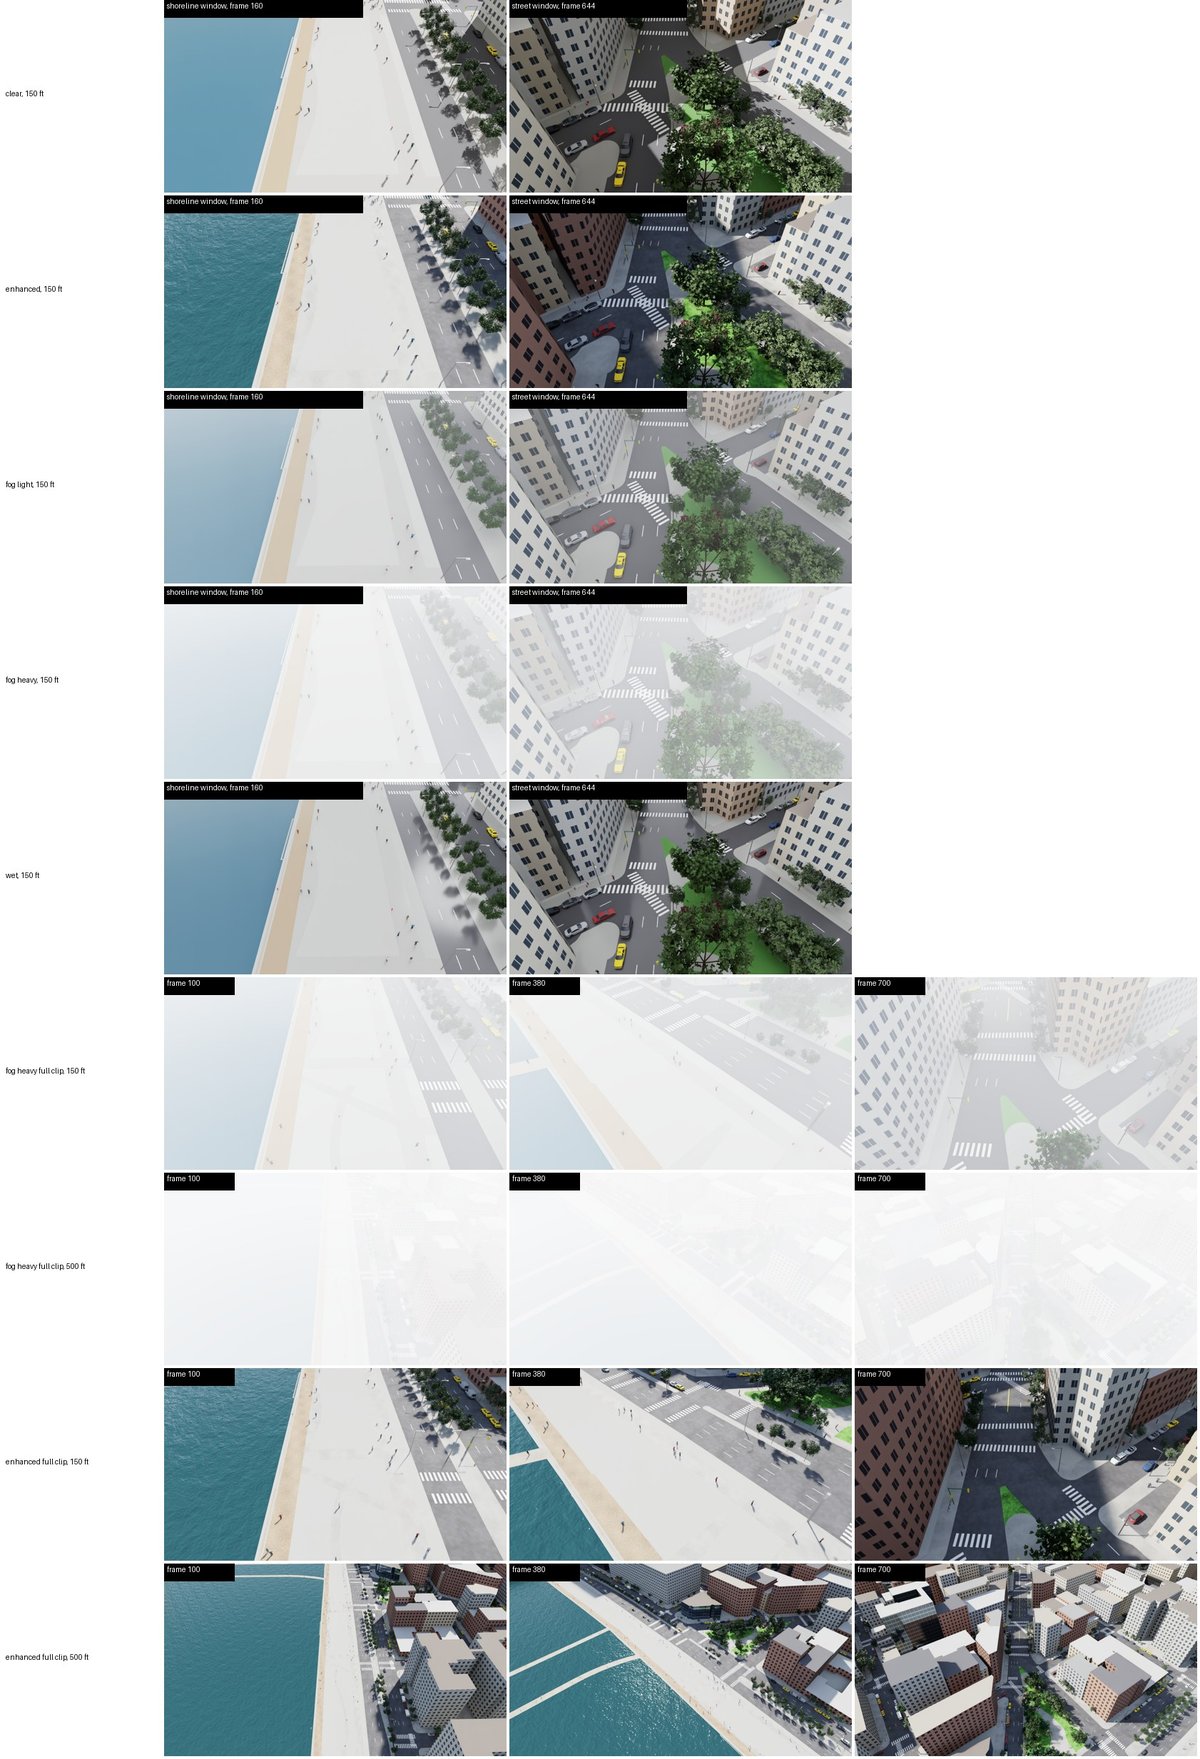 shoreline window, frame 160
street window, frame 644
clear, 150 ft
shoreline window, frame 160
street window, frame 644
enhanced, 150 ft
shoreline window, frame 160
street window, frame 644
fog light, 150 ft
shoreline window, frame 160
street window, frame 644
fog heavy, 150 ft
shoreline window, frame 160
street window, frame 644
wet, 150 ft
frame 100
frame 380
frame 700
fog heavy full clip, 150 ft
frame 100
frame 380
frame 700
fog heavy full clip, 500 ft
frame 100
frame 380
frame 700
enhanced full clip, 150 ft
frame 100
frame 380
frame 700
enhanced full clip, 500 ft